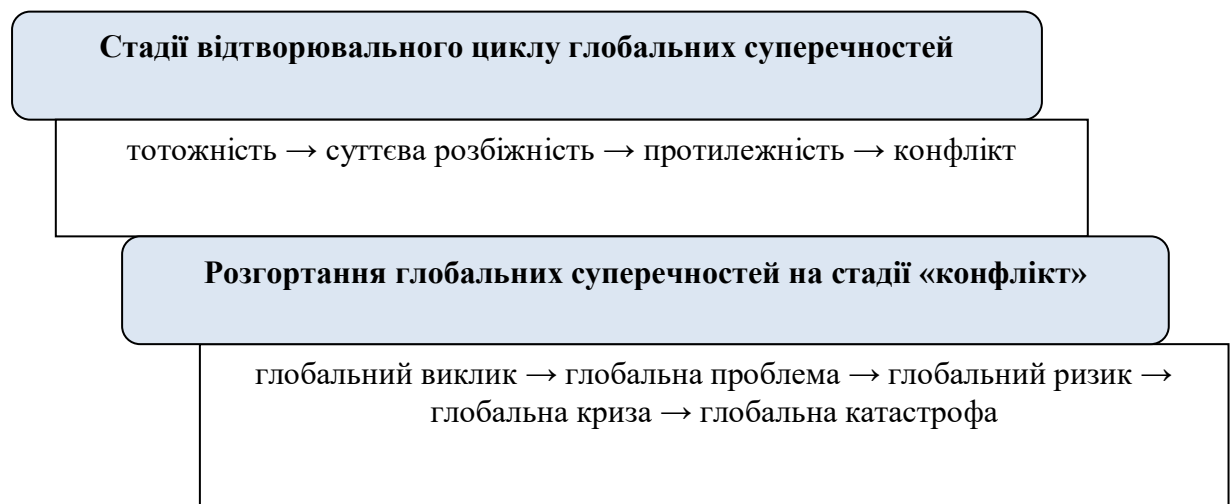 Стадії відтворювального циклу глобальних суперечностей
тотожність → суттєва розбіжність → протилежність → конфлікт
Розгортання глобальних суперечностей на стадії «конфлікт»
глобальний виклик → глобальна проблема → глобальний ризик →
глобальна криза → глобальна катастрофа